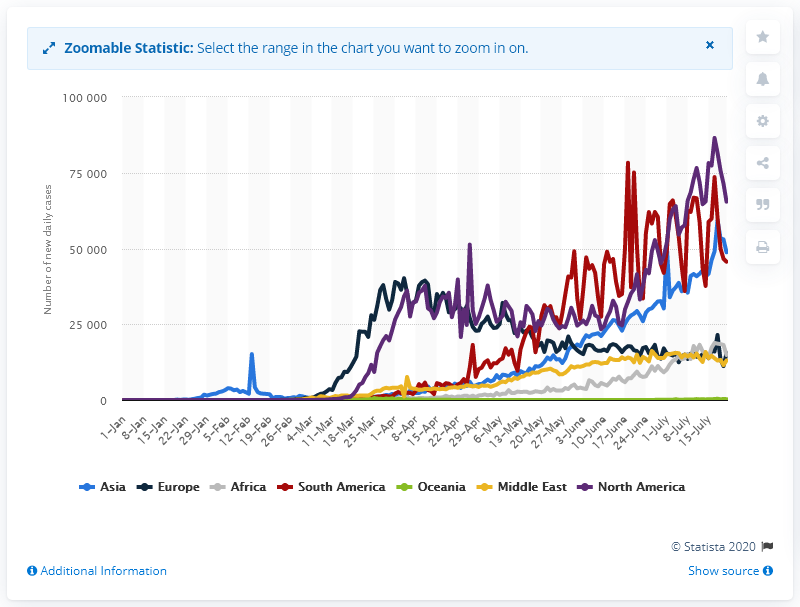 Zoomable Statistic: Select the range in the chart you want to zoom in on.
×
Number of new daily cases
100 000
75 000
50 000
25 000
0
1-Jan
8-Jan
15-Jan
22-Jan
29-Jan
5-Feb
12-Feb
19-Feb
26-Feb
4-Mar
11-Mar
18-Mar
25-Mar
1-Apr
8-Apr
15-Apr
22-Apr
29-Apr
6-May
13-May
20-May
27-May
3-June
10-June
17-June
24-June
1-July
8-July
15-July
Asia Europe Africa South America Oceania Middle East North America
© Statista 2020
Additional Information
Show source